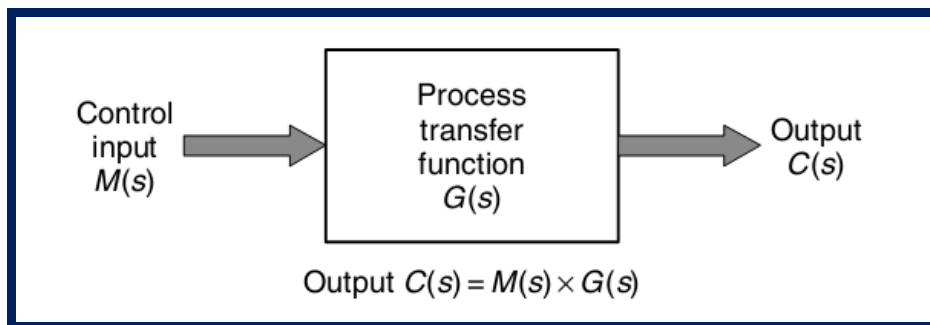 Control
input
M(s)
Process
transfer
function
G(s)
Output
C(s)
Output C(s) = M(s) × G(s)